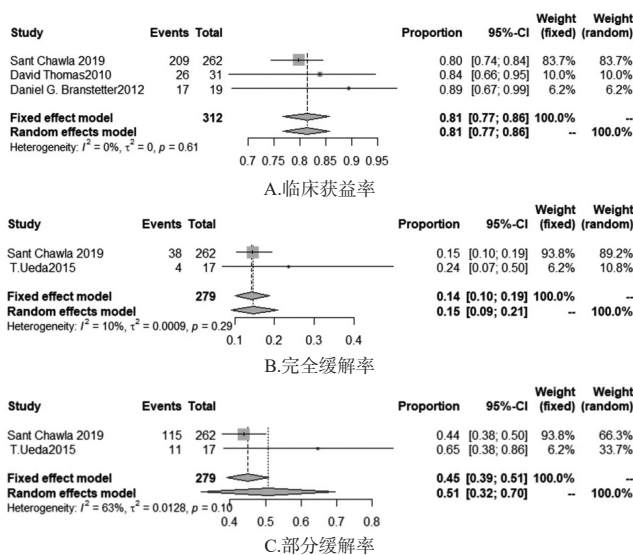 Weight Weight
Study Events Total Proportion 95%-CI (fixed) (random)
Sant Chawla 2019 209 262 0.80 [0.74; 0.84] 83.7% 83.7%
David Thomas2010 26 31 0.84 [0.66; 0.95] 10.0% 10.0%
Daniel G. Branstetter2012 17 19 0.89 [0.67; 0.99] 6.2% 6.2%
Fixed effect model 312 0.81 [0.77; 0.86] 100.0% --
Random effects model 0.81 [0.77; 0.86] -- 100.0%
Heterogeneity: I² = 0%, τ² = 0, p = 0.61
0.7 0.75 0.8 0.85 0.9 0.95
A.临床获益率
Weight Weight
Study Events Total Proportion 95%-CI (fixed) (random)
Sant Chawla 2019 38 262 0.15 [0.10; 0.19] 93.8% 89.2%
T.Ueda2015 4 17 0.24 [0.07; 0.50] 6.2% 10.8%
Fixed effect model 279 0.14 [0.10; 0.19] 100.0% --
Random effects model 0.15 [0.09; 0.21] -- 100.0%
Heterogeneity: I² = 10%, τ² = 0.0009, p = 0.29
0.1 0.2 0.3 0.4
B.完全缓解率
Weight Weight
Study Events Total Proportion 95%-CI (fixed) (random)
Sant Chawla 2019 115 262 0.44 [0.38; 0.50] 93.8% 66.3%
T.Ueda2015 11 17 0.65 [0.38; 0.86] 6.2% 33.7%
Fixed effect model 279 0.45 [0.39; 0.51] 100.0% --
Random effects model 0.51 [0.32; 0.70] -- 100.0%
Heterogeneity: I² = 63%, τ² = 0.0128, p = 0.10
0.4 0.5 0.6 0.7 0.8
C.部分缓解率